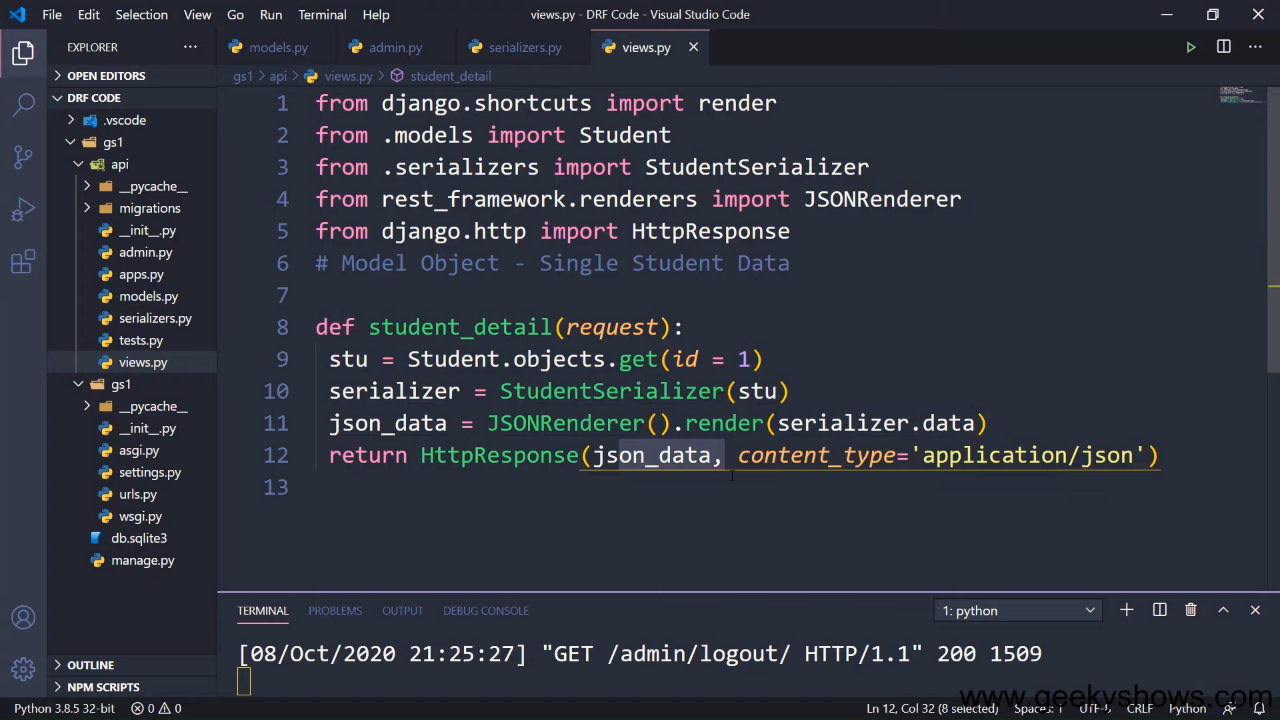 File Edit Selection View Go Run Terminal Help views.py - DRF Code - Visual Studio Code
EXPLORER
models.py admin.py serializers.py views.py
gs1 > api > views.py > student_detail
OPEN EDITORS
DRF CODE
.vscode
gs1
api
__pycache__
migrations
__init__.py
admin.py
apps.py
models.py
serializers.py
tests.py
views.py
gs1
__pycache__
__init__.py
asgi.py
settings.py
urls.py
wsgi.py
db.sqlite3
manage.py
OUTLINE
NPM SCRIPTS
1 from django.shortcuts import render
2 from .models import Student
3 from .serializers import StudentSerializer
4 from rest_framework.renderers import JSONRenderer
5 from django.http import HttpResponse
6 # Model Object - Single Student Data
7
8 def student_detail(request):
9 stu = Student.objects.get(id = 1)
10 serializer = StudentSerializer(stu)
11 json_data = JSONRenderer().render(serializer.data)
12 return HttpResponse(json_data, content_type='application/json')
13
TERMINAL PROBLEMS OUTPUT DEBUG CONSOLE 1: python
[08/Oct/2020 21:25:27] "GET /admin/logout/ HTTP/1.1" 200 1509
www.geekyshows.com
Python 3.8.5 32-bit 0 0 Ln 12, Col 32 (8 selected) Spaces: 1 UTF-8 CRLF Python